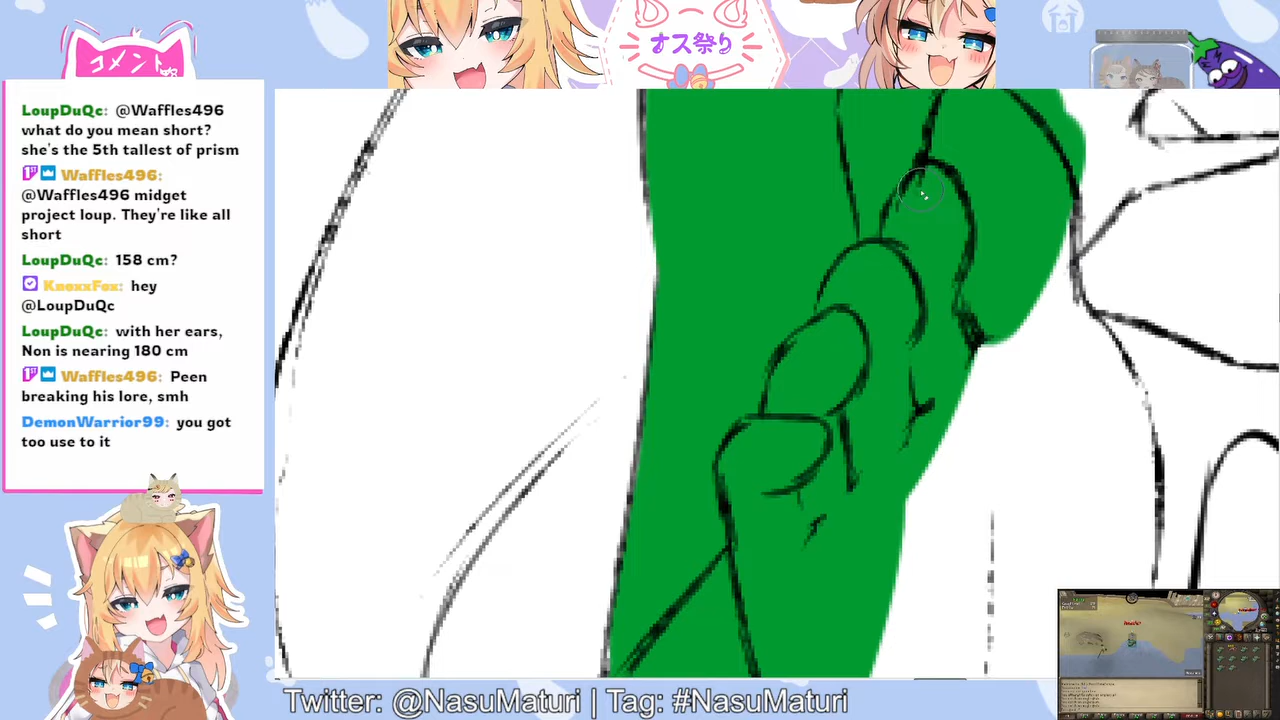 コメント
オス祭り
LoupDuQc: @Waffles496
what do you mean short?
she's the 5th tallest of prism
Waffles496:
@Waffles496 midget
project loup. They're like all
short
LoupDuQc: 158 cm?
KnoxxFox: hey
@LoupDuQc
LoupDuQc: with her ears,
Non is nearing 180 cm
Waffles496: Peen
breaking his lore, smh
DemonWarrior99: you got
too use to it
Twitter: @NasuMaturi | Tag: #NasuMaturi